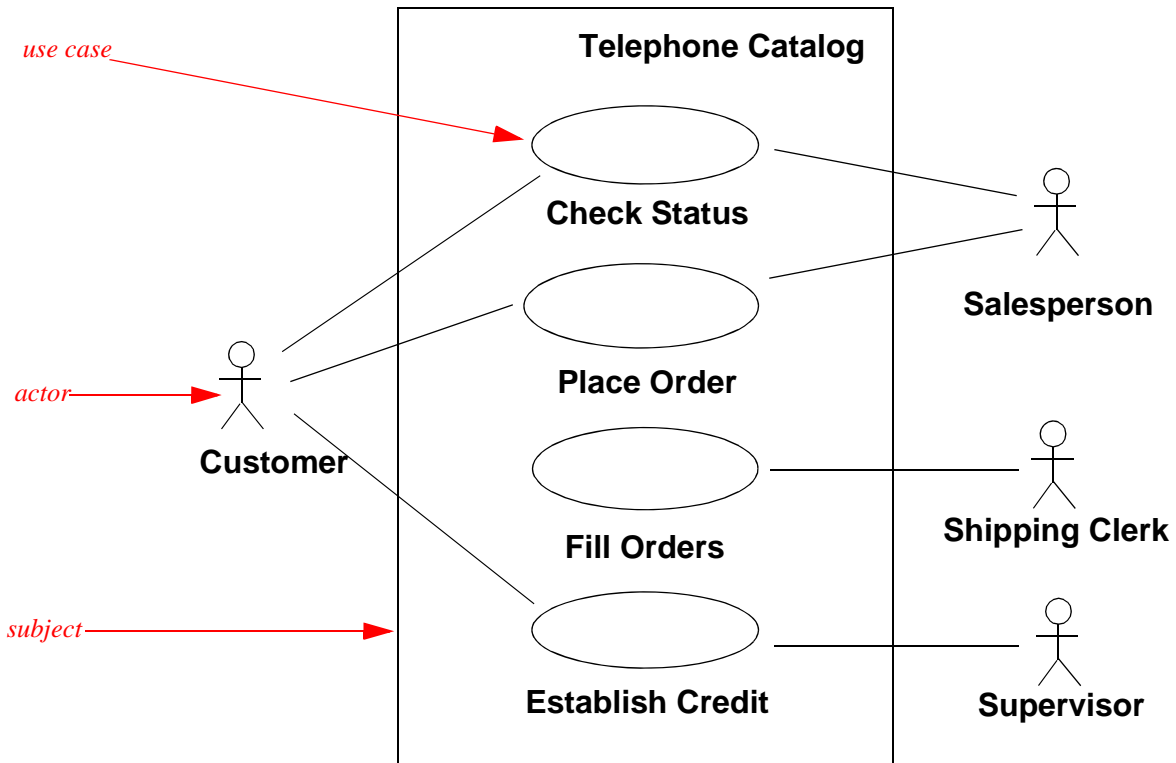 Telephone Catalog
use case
Check Status
Salesperson
Place Order
actor
Customer
Shipping Clerk
Fill Orders
subject
Establish Credit
Supervisor